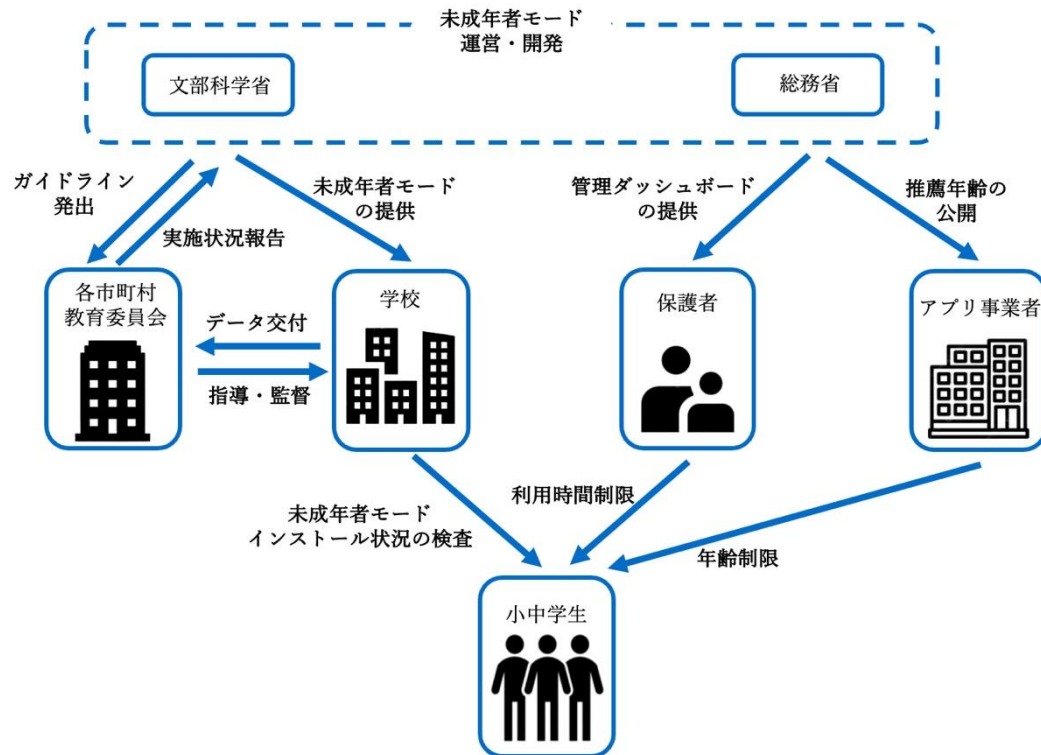 未成年者モード
運営・開発
文部科学省
総務省
ガイドライン
発出
実施状況報告
未成年者モード
の提供
管理ダッシュボード
の提供
推薦年齢の
公開
各市町村
教育委員会
データ交付
指導・監督
学校
保護者
アプリ事業者
未成年者モード
インストール状況の検査
利用時間制限
年齢制限
小中学生